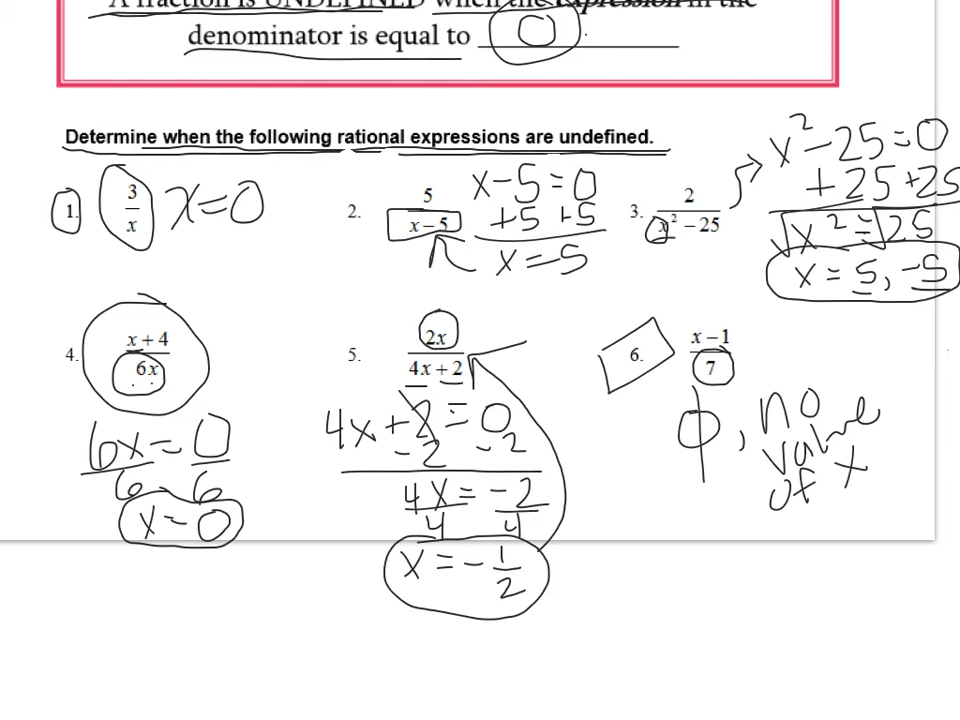 A fraction is UNDEFINED when the expression in the
denominator is equal to 0
Determine when the following rational expressions are undefined.
1. 3/x x=0
2. 5/(x-5)
x-5=0
+5 +5
x=5
3. 2/(x²-25)
x²-25=0
+25 +25
√x² = √25
x = 5, -5
4. (x+4)/6x
6x=0
6 6
x=0
5. 2x/(4x+2)
4x+2=0
-2 -2
4x = -2
4 4
x = -1/2
6. (x-1)/7
ϕ, no
value
of x